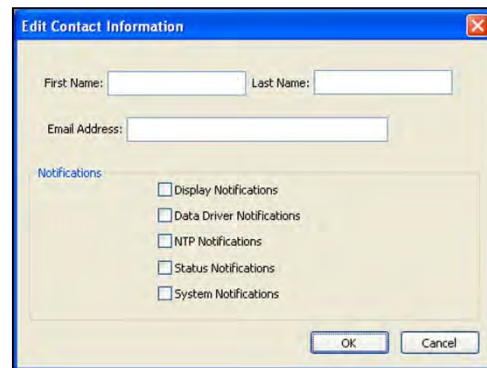 Edit Contact Information
First Name: Last Name:
Email Address:
Notifications
Display Notifications
Data Driver Notifications
NTP Notifications
Status Notifications
System Notifications
OK Cancel